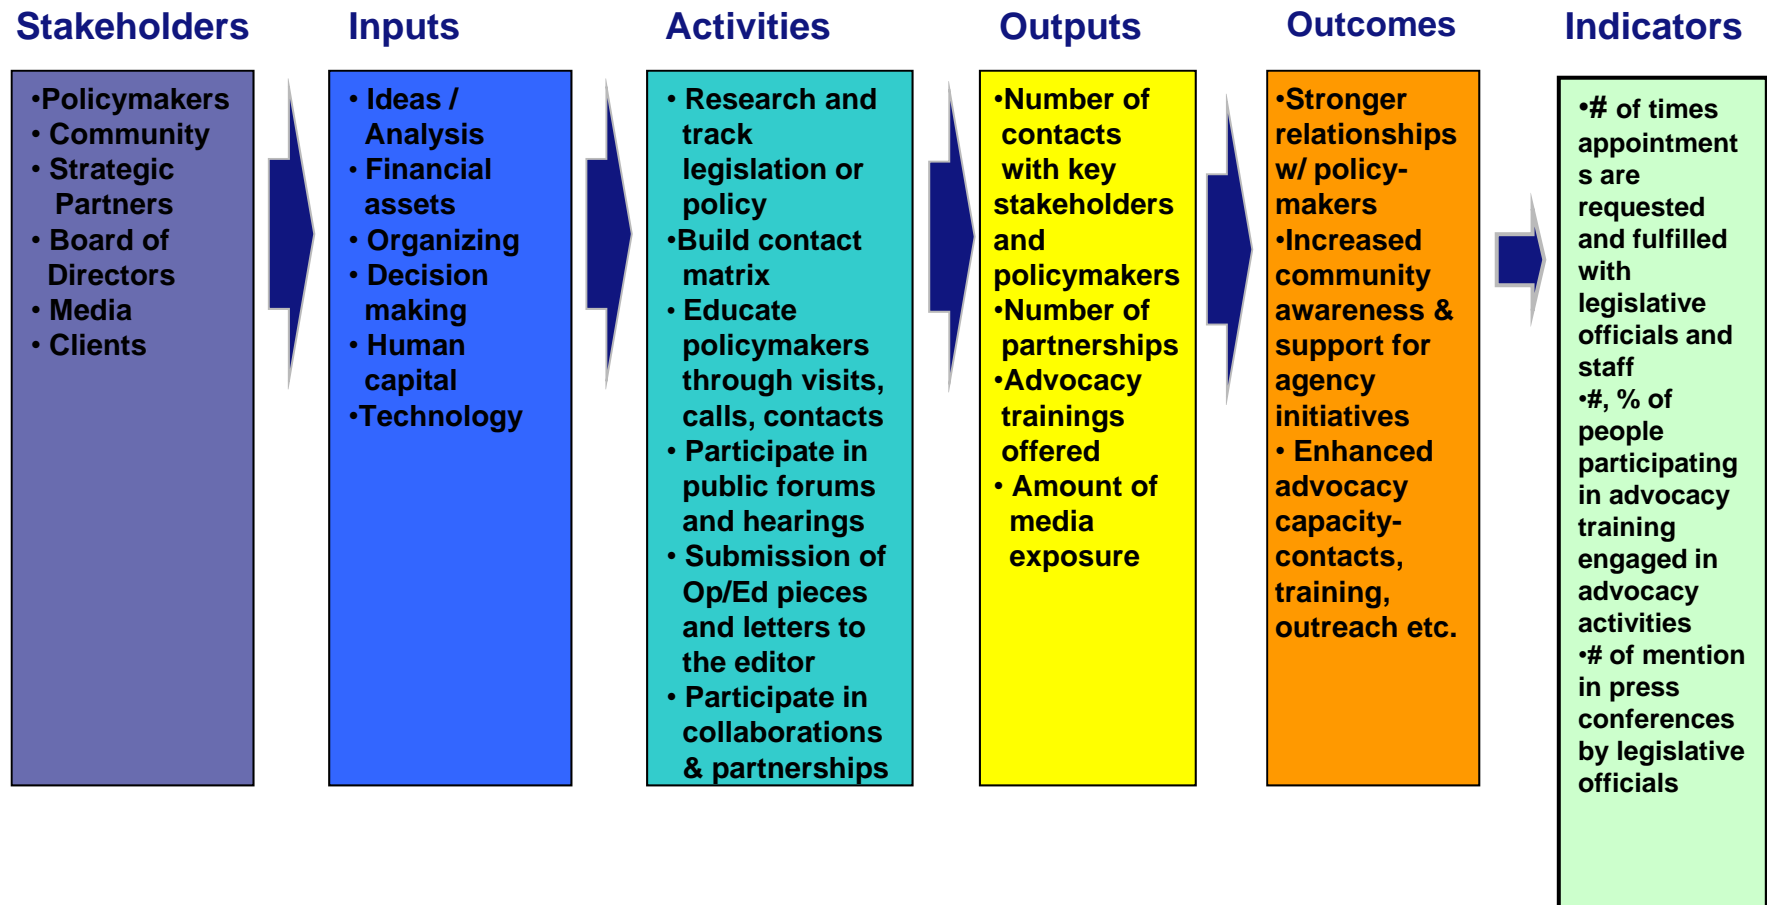 Stakeholders
•Policymakers
• Community
• Strategic
Partners
• Board of
Directors
• Media
• Clients
Inputs
• Ideas /
Analysis
• Financial
assets
• Organizing
• Decision
making
• Human
capital
•Technology
Activities
• Research and
track
legislation or
policy
•Build contact
matrix
• Educate
policymakers
through visits,
calls, contacts
• Participate in
public forums
and hearings
• Submission of
Op/Ed pieces
and letters to
the editor
• Participate in
collaborations
& partnerships
Outputs
•Number of
contacts
with key
stakeholders
and
policymakers
•Number of
partnerships
•Advocacy
trainings
offered
• Amount of
media
exposure
Outcomes
•Stronger
relationships
w/ policy-
makers
•Increased
community
awareness &
support for
agency
initiatives
• Enhanced
advocacy
capacity-
contacts,
training,
outreach etc.
Indicators
•# of times
appointment
s are
requested
and fulfilled
with
legislative
officials and
staff
•#, % of
people
participating
in advocacy
training
engaged in
advocacy
activities
•# of mention
in press
conferences
by legislative
officials